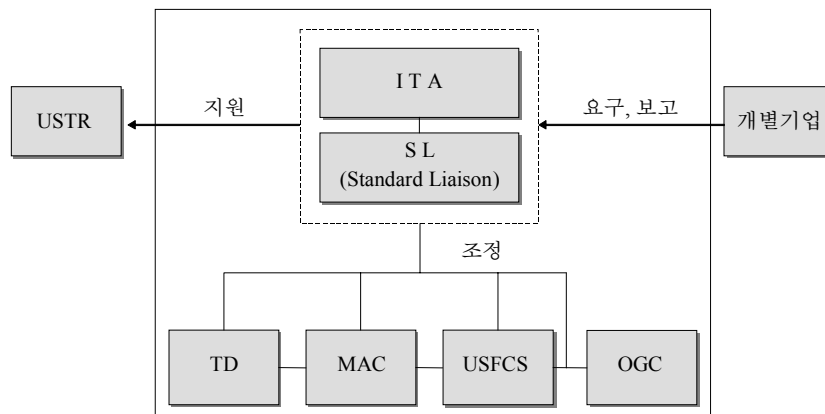 I T A
지원
요구, 보고
USTR
개별기업
S L
(Standard Liaison)
조정
TD
MAC
USFCS
OGC